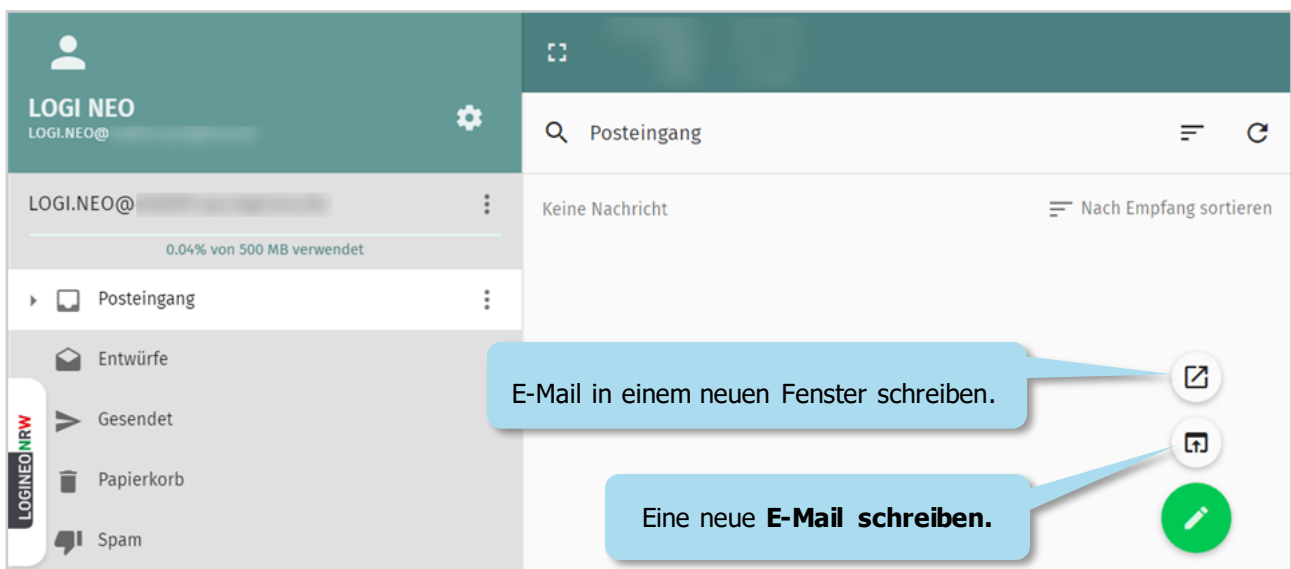 LOGI NEO
LOGI.NEO@
LOGI.NEO@
0.04% von 500 MB verwendet
Posteingang
Entwürfe
Gesendet
Papierkorb
Spam
LOGINEONRW
Posteingang
Keine Nachricht
Nach Empfang sortieren
E-Mail in einem neuen Fenster schreiben.
Eine neue E-Mail schreiben.